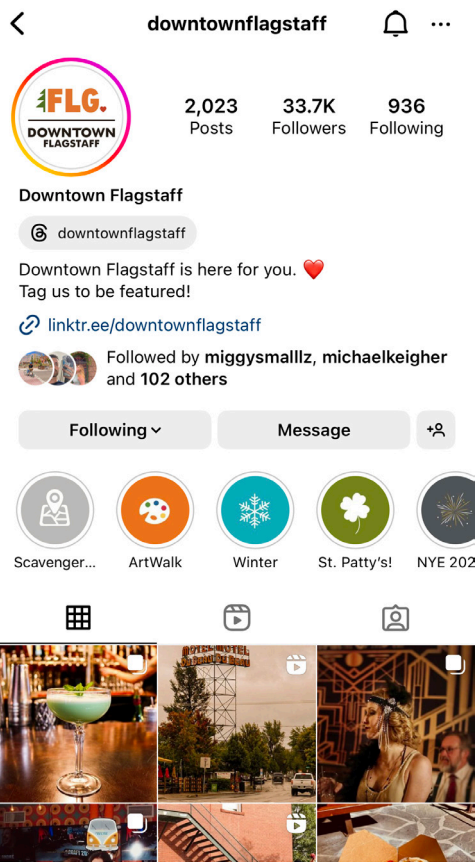 downtownflagstaff
FLG.
DOWNTOWN
FLAGSTAFF
2,023
Posts
33.7K
Followers
936
Following
Downtown Flagstaff
downtownflagstaff
Downtown Flagstaff is here for you. ❤️
Tag us to be featured!
linktr.ee/downtownflagstaff
Followed by miggysmalllz, michaelkeigher
and 102 others
Following
Message
Scavenger...
ArtWalk
Winter
St. Patty's!
NYE 202